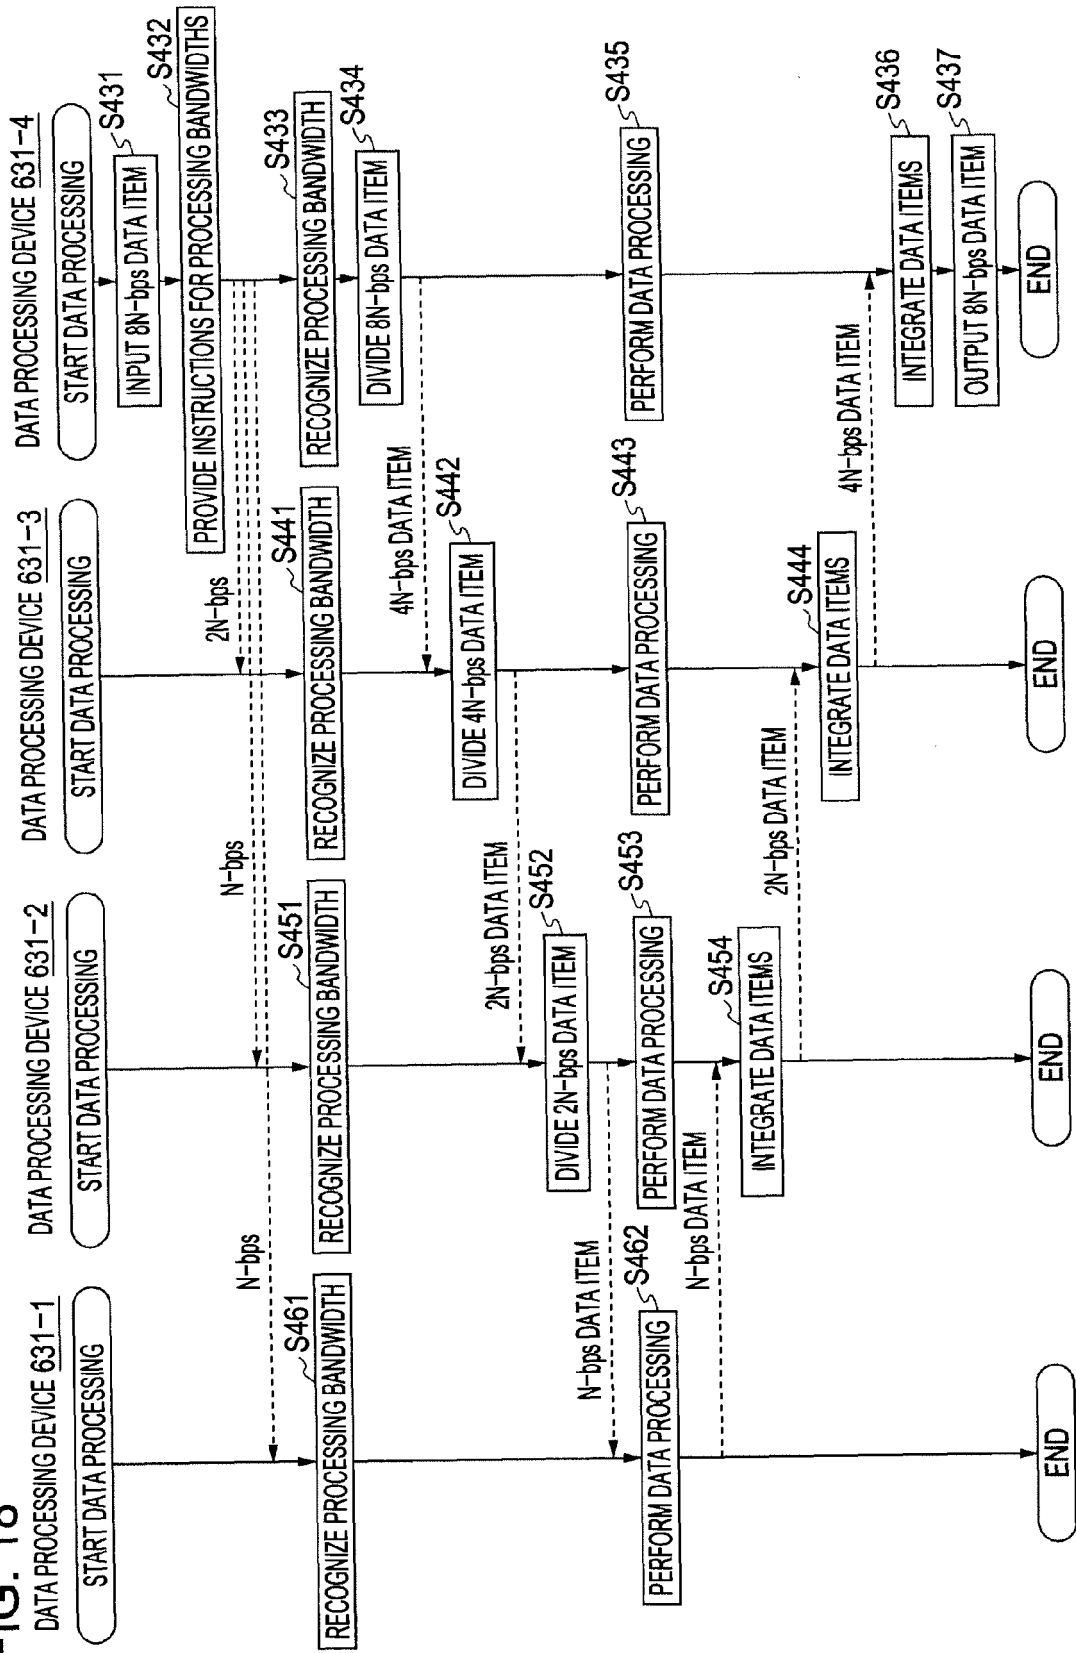 FIG. 18
DATA PROCESSING DEVICE 631-1
START DATA PROCESSING
N-bps
S461
RECOGNIZE PROCESSING BANDWIDTH
N-bps DATA ITEM
S462
PERFORM DATA PROCESSING
N-bps DATA ITEM
END
DATA PROCESSING DEVICE 631-2
START DATA PROCESSING
N-bps
S451
RECOGNIZE PROCESSING BANDWIDTH
2N-bps DATA ITEM
S452
DIVIDE 2N-bps DATA ITEM
S453
PERFORM DATA PROCESSING
S454
INTEGRATE DATA ITEMS
2N-bps DATA ITEM
END
DATA PROCESSING DEVICE 631-3
START DATA PROCESSING
2N-bps
S441
RECOGNIZE PROCESSING BANDWIDTH
4N-bps DATA ITEM
S442
DIVIDE 4N-bps DATA ITEM
S443
PERFORM DATA PROCESSING
S444
INTEGRATE DATA ITEMS
4N-bps DATA ITEM
END
DATA PROCESSING DEVICE 631-4
START DATA PROCESSING
S431
INPUT 8N-bps DATA ITEM
S432
PROVIDE INSTRUCTIONS FOR PROCESSING BANDWIDTHS
S433
RECOGNIZE PROCESSING BANDWIDTH
S434
DIVIDE 8N-bps DATA ITEM
S435
PERFORM DATA PROCESSING
S436
INTEGRATE DATA ITEMS
S437
OUTPUT 8N-bps DATA ITEM
END